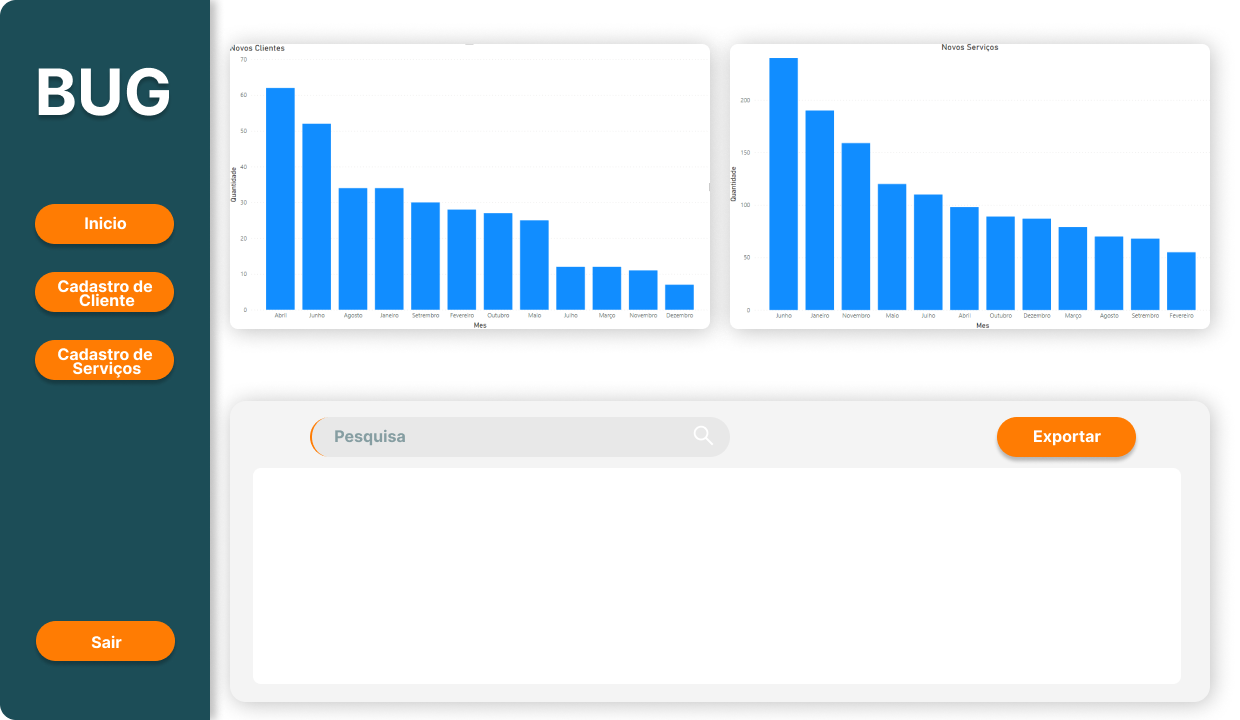 BUG
Inicio
Cadastro de
Cliente
Cadastro de
Serviços
Sair
Novos Clientes
Quantidade
70
60
50
40
30
20
10
0
Abril Junho Agosto Janeiro Setrembro Fevereiro Outubro Maio Julho Março Novembro Dezembro
Mes
Novos Serviços
Quantidade
200
150
100
50
0
Junho Janeiro Novembro Maio Julho Abril Outubro Dezembro Março Agosto Setrembro Fevereiro
Mes
Pesquisa
Exportar